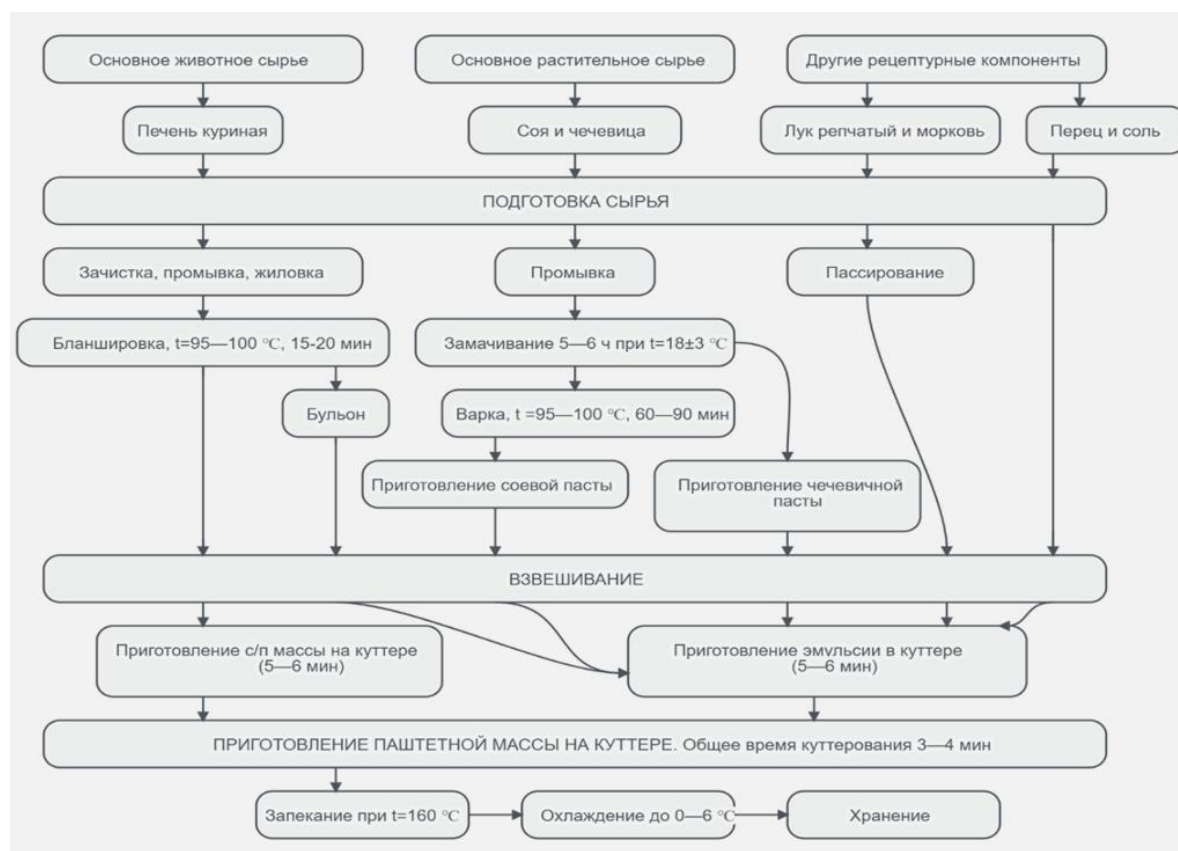 Основное животное сырье
Основное растительное сырье
Другие рецептурные компоненты
Печень куриная
Соя и чечевица
Лук репчатый и морковь
Перец и соль
ПОДГОТОВКА СЫРЬЯ
Зачистка, промывка, жиловка
Промывка
Пассирование
Бланшировка, t=95—100 °C, 15-20 мин
Замачивание 5—6 ч при t=18±3 °C
Бульон
Варка, t =95—100 °C, 60—90 мин
Приготовление соевой пасты
Приготовление чечевичной
пасты
ВЗВЕШИВАНИЕ
Приготовление с/п массы на куттере
(5—6 мин)
Приготовление эмульсии в куттере
(5—6 мин)
ПРИГОТОВЛЕНИЕ ПАШТЕТНОЙ МАССЫ НА КУТТЕРЕ. Общее время куттерования 3—4 мин
Запекание при t=160 °C
Охлаждение до 0—6 °C
Хранение